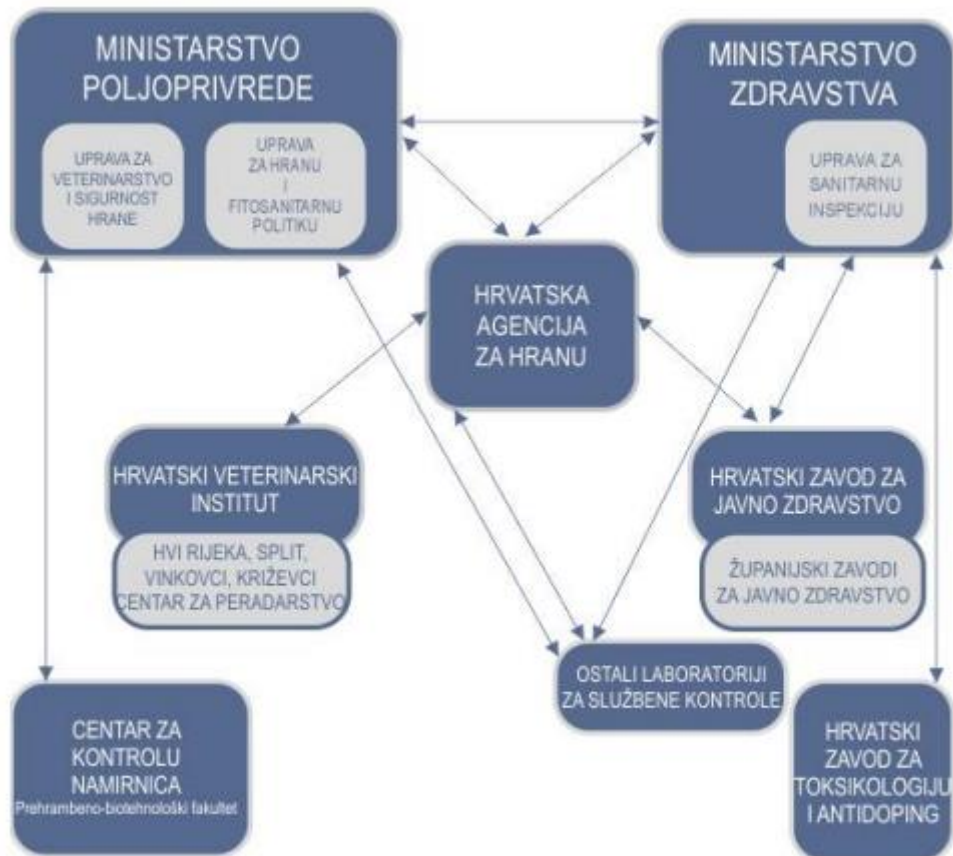 MINISTARSTVO
POLJOPRIVREDE
UPRAVA ZA
VETERINARSTVO
I SIGURNOST
HRANE
UPRAVA
ZA HRANU
I
FITOSANITARNU
POLITIKU
MINISTARSTVO
ZDRAVSTVA
UPRAVA ZA
SANITARNU
INSPEKCIJU
HRVATSKA
AGENCIJA
ZA HRANU
HRVATSKI VETERINARSKI
INSTITUT
HVI RIJEKA, SPLIT,
VINKOVCI, KRIŽEVCI
CENTAR ZA PERADARSTVO
HRVATSKI ZAVOD ZA
JAVNO ZDRAVSTVO
ŽUPANIJSKI ZAVODI
ZA JAVNO ZDRAVSTVO
OSTALI LABORATORIJI
ZA SLUŽBENE KONTROLE
CENTAR ZA
KONTROLU
NAMIRNICA
Prehrambeno-biotehnološki fakultet
HRVATSKI
ZAVOD ZA
TOKSIKOLOGIJU
I ANTIDOPING